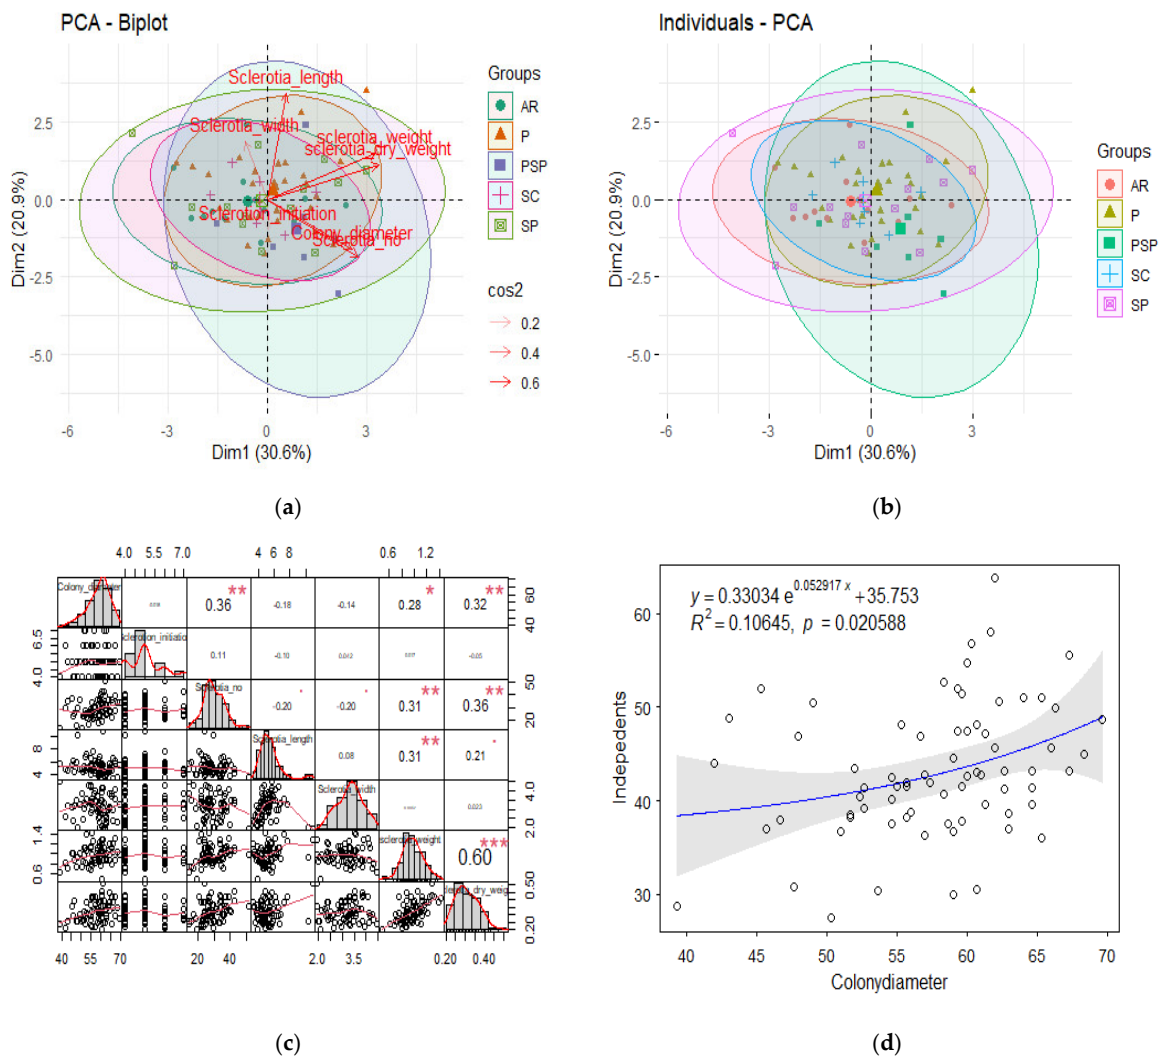 PCA - Biplot
Individuals - PCA
Sclerotia_length
Sclerotia_width
sclerotia_weight
sclerotia_dry_weight
Sclerotion_initiation
Colony_diameter
Sclerotia_no
2.5
0.0
-2.5
-5.0
Dim2 (20.9%)
-6
-3
0
3
Dim1 (30.6%)
Groups
AR
P
PSP
SC
SP
cos2
0.2
0.4
0.6
2.5
0.0
-2.5
-5.0
Dim2 (20.9%)
-6
-3
0
3
Dim1 (30.6%)
Groups
AR
P
PSP
SC
SP
(a)
(b)
4.0 5.5 7.0
4 6 8
0.6 1.2
Colony_diameter
0.36 **
-0.18
-0.14
0.28 *
0.32 **
40 60
4.0 6.5
0.11
-0.10
0.042
-0.05
Sclerotia_no
-0.20
-0.20
0.31 **
0.36 **
20 50
4 8
Sclerotia_length
0.08
0.31 **
0.21
Sclerotia_width
0.023
2.0 4.0
0.6 1.4
0.60 ***
0.20 0.50
40 55 70
20 40
2.0 3.5
0.20 0.40
y = 0.33034 e^0.052917 x + 35.753
R² = 0.10645, p = 0.020588
60
50
40
30
Indepedents
40
45
50
55
60
65
70
Colonydiameter
(c)
(d)